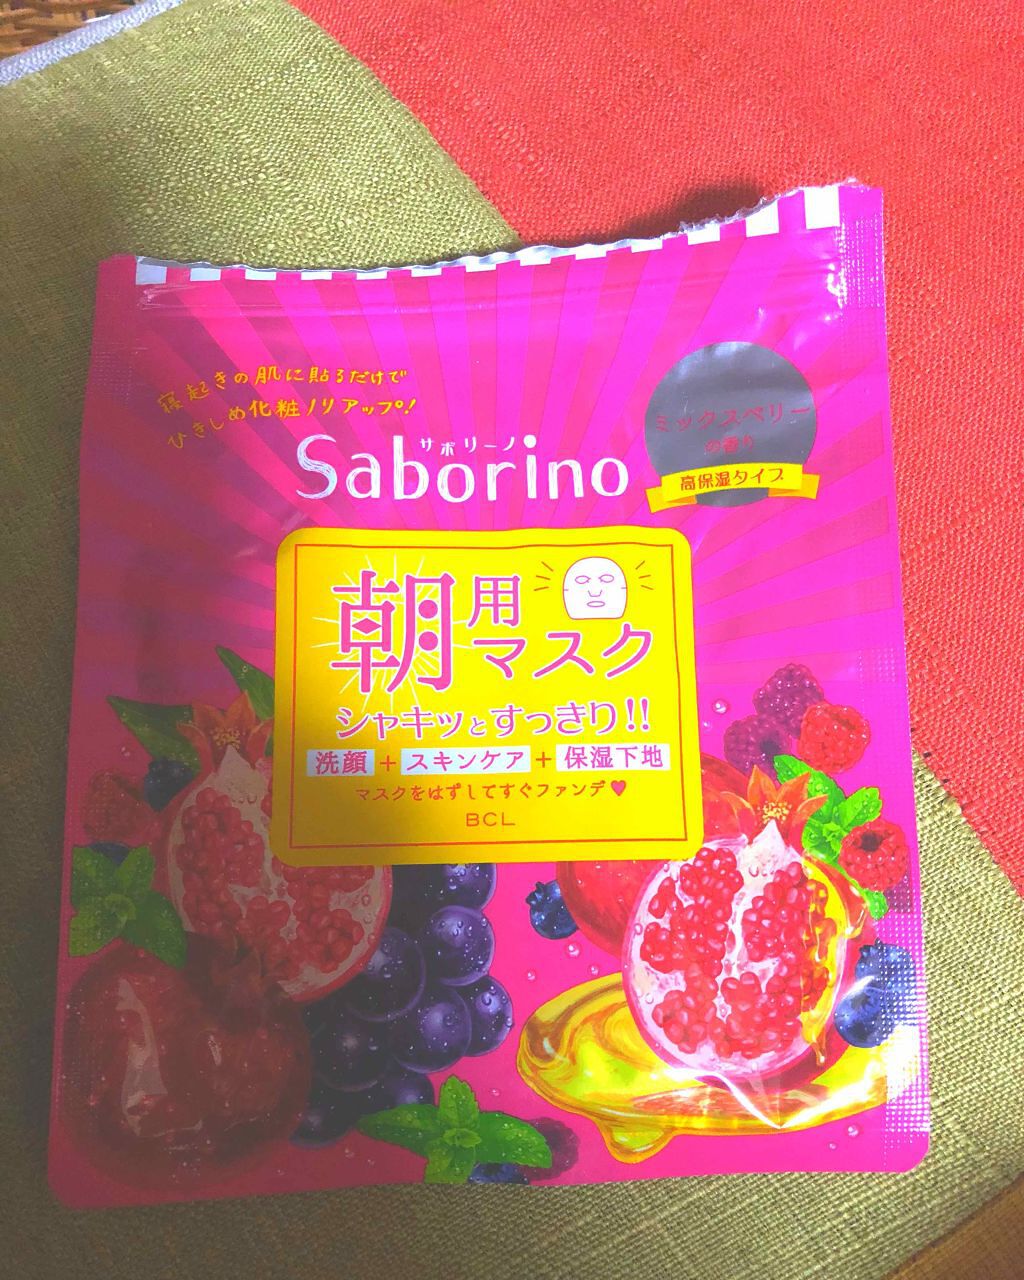 寝起きの肌に貼るだけで
ひきしめ化粧ノリアップ!
サボリーノ
Saborino
ミックスベリー
の香り
高保湿タイプ
朝用マスク
シャキッとすっきり!!
洗顔+スキンケア+保湿下地
マスクをはずしてすぐファンデ♥
BCL